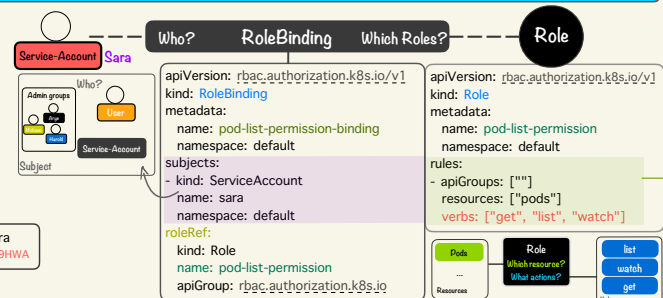 Who?
RoleBinding
Which Roles?
Role
Service-Account
Sara
Who?
Admin groups
Anya
Harold
User
Service-Account
Subject
ra
9HWA
apiVersion: rbac.authorization.k8s.io/v1
kind: RoleBinding
metadata:
name: pod-list-permission-binding
namespace: default
subjects:
- kind: ServiceAccount
name: sara
namespace: default
roleRef:
kind: Role
name: pod-list-permission
apiGroup: rbac.authorization.k8s.io
apiVersion: rbac.authorization.k8s.io/v1
kind: Role
metadata:
name: pod-list-permission
namespace: default
rules:
- apiGroups: [""]
resources: ["pods"]
verbs: ["get", "list", "watch"]
Pods
...
Resources
Role
Which resource?
What actions?
list
watch
get